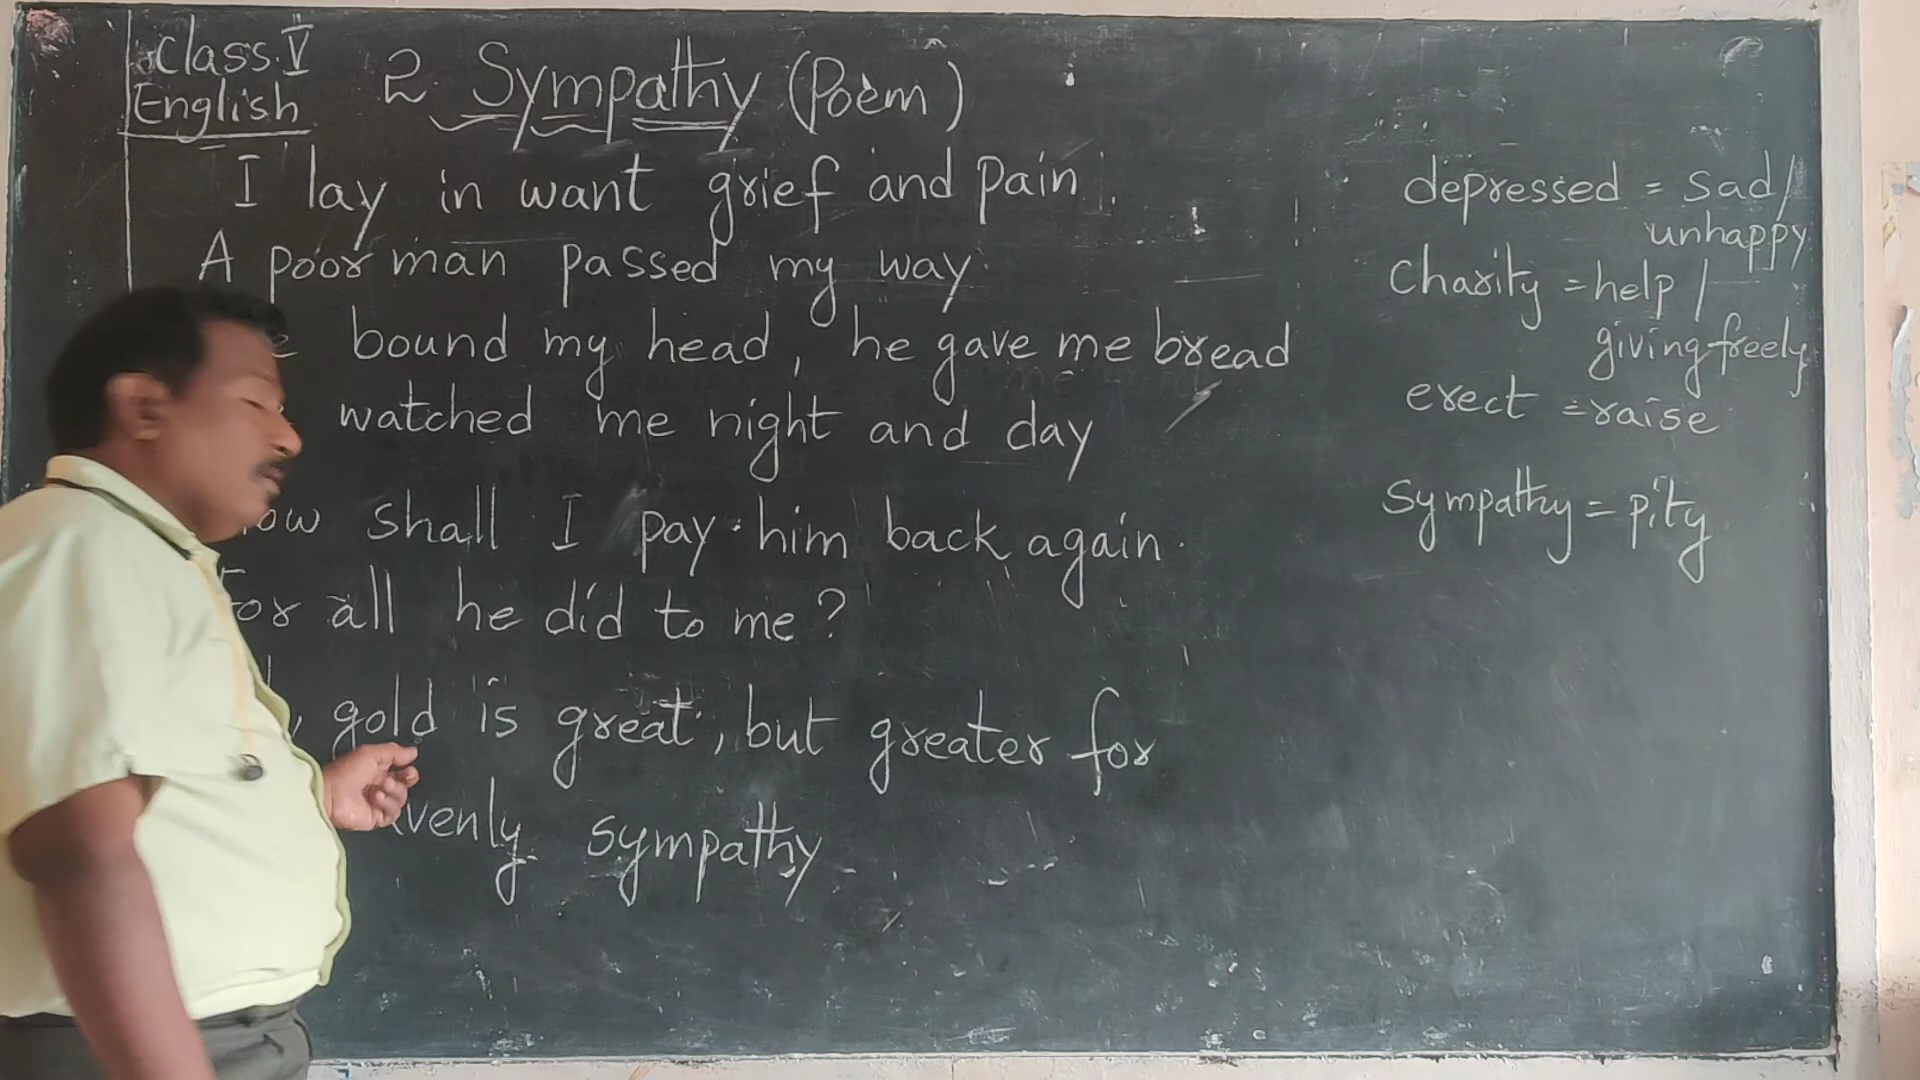 Class V
English
2 Sympathy (Poem)
I lay in want grief and pain
A poor man passed my way
bound my head, he gave me bread
watched me night and day
How shall I pay him back again
For all he did to me?
gold is great, but greater for
sympathy
depressed = sad/
unhappy
Charity = help /
giving freely
erect = raise
Sympathy = pity